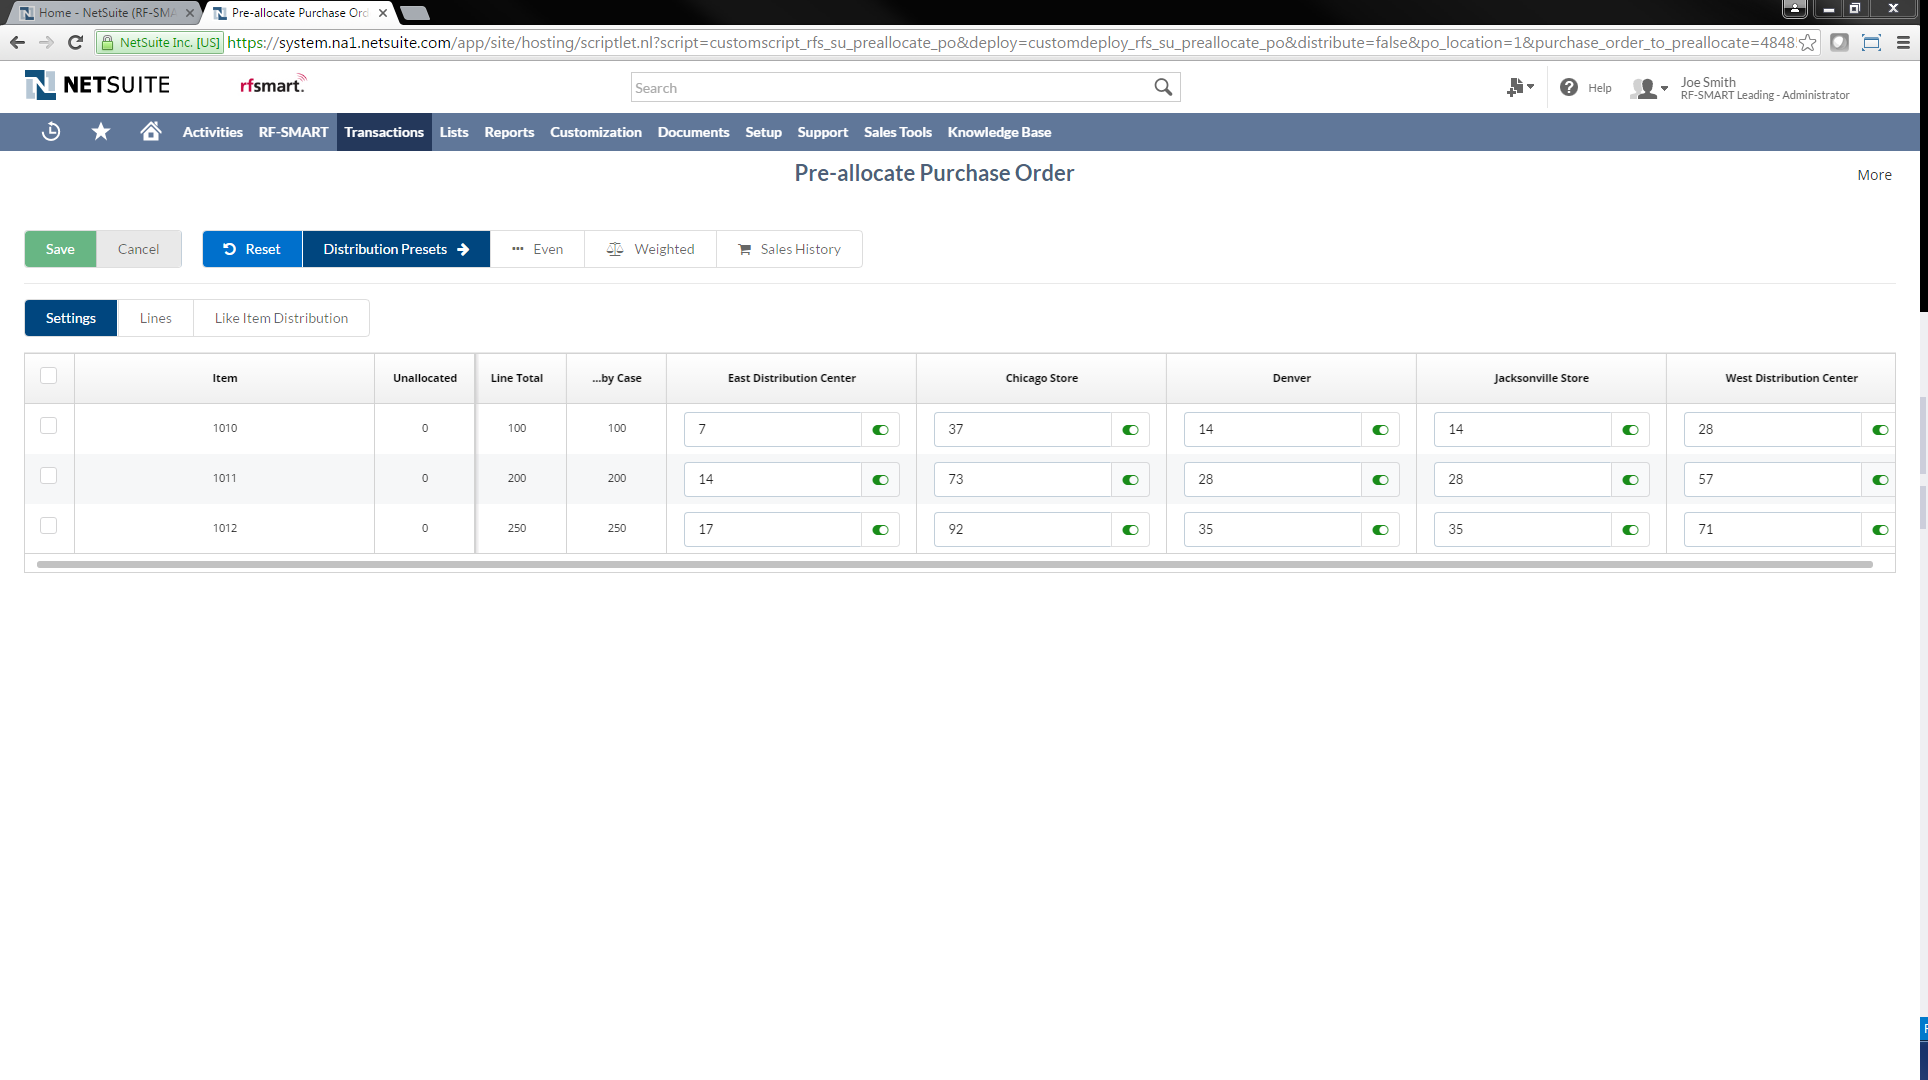 Home - NetSuite (RF-SMA
Pre-allocate Purchase Ord
NetSuite Inc. [US]
https://system.na1.netsuite.com/app/site/hosting/scriptlet.nl?script=customscript_rfs_su_preallocate_po&deploy=customdeploy_rfs_su_preallocate_po&distribute=false&po_location=1&purchase_order_to_preallocate=4848
NETSUITE
rfsmart.
Search
Help
Joe Smith
RF-SMART Leading - Administrator
Activities RF-SMART Transactions Lists Reports Customization Documents Setup Support Sales Tools Knowledge Base
Pre-allocate Purchase Order
More
Save Cancel Reset Distribution Presets Even Weighted Sales History
Settings Lines Like Item Distribution
Item Unallocated Line Total ...by Case East Distribution Center Chicago Store Denver Jacksonville Store West Distribution Center
1010 0 100 100 7 37 14 14 28
1011 0 200 200 14 73 28 28 57
1012 0 250 250 17 92 35 35 71